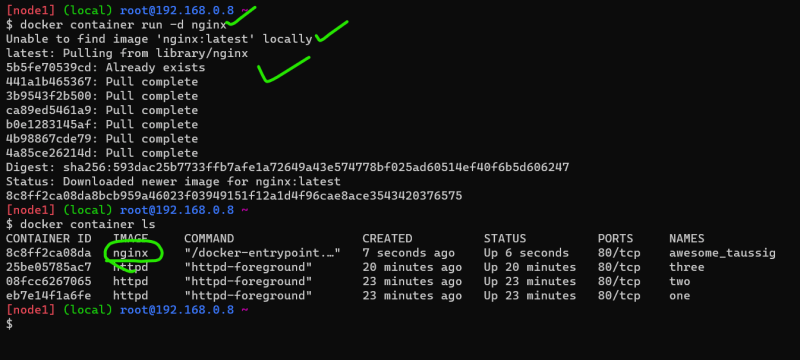 [node1] (local) root@192.168.0.8 ~
$ docker container run -d nginx
Unable to find image 'nginx:latest' locally
latest: Pulling from library/nginx
5b5fe70539cd: Already exists
441a1b465367: Pull complete
3b9543f2b500: Pull complete
ca89ed5461a9: Pull complete
b0e1283145af: Pull complete
4b98867cde79: Pull complete
4a85ce26214d: Pull complete
Digest: sha256:593dac25b7733ffb7afe1a72649a43e574778bf025ad60514ef40f6b5d606247
Status: Downloaded newer image for nginx:latest
8c8ff2ca08da8bcb959a46023f03949151f12a1d4f96cae8ace3543420376575
[node1] (local) root@192.168.0.8 ~
$ docker container ls
CONTAINER ID   IMAGE     COMMAND                  CREATED          STATUS          PORTS     NAMES
8c8ff2ca08da   nginx     "/docker-entrypoint.…"   7 seconds ago    Up 6 seconds    80/tcp    awesome_taussig
25be05785ac7   httpd     "httpd-foreground"       20 minutes ago   Up 20 minutes   80/tcp    three
08fcc6267065   httpd     "httpd-foreground"       23 minutes ago   Up 23 minutes   80/tcp    two
eb7e14f1a6fe   httpd     "httpd-foreground"       23 minutes ago   Up 23 minutes   80/tcp    one
[node1] (local) root@192.168.0.8 ~
$